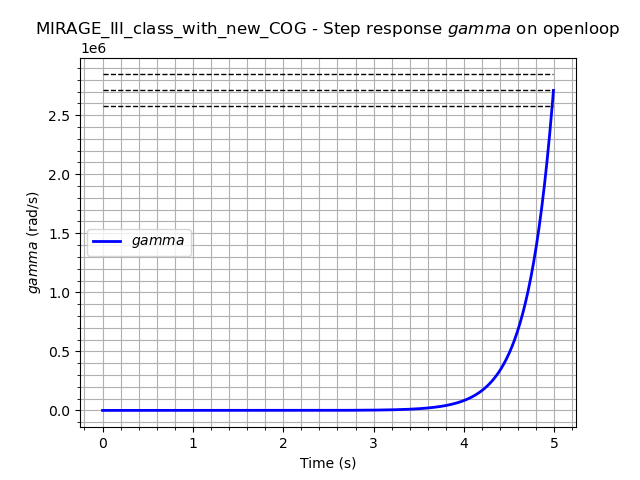 MIRAGE_III_class_with_new_COG - Step response gamma on openloop
1e6
2.5
2.0
1.5
1.0
0.5
0.0
gamma (rad/s)
gamma
0 1 2 3 4 5
Time (s)